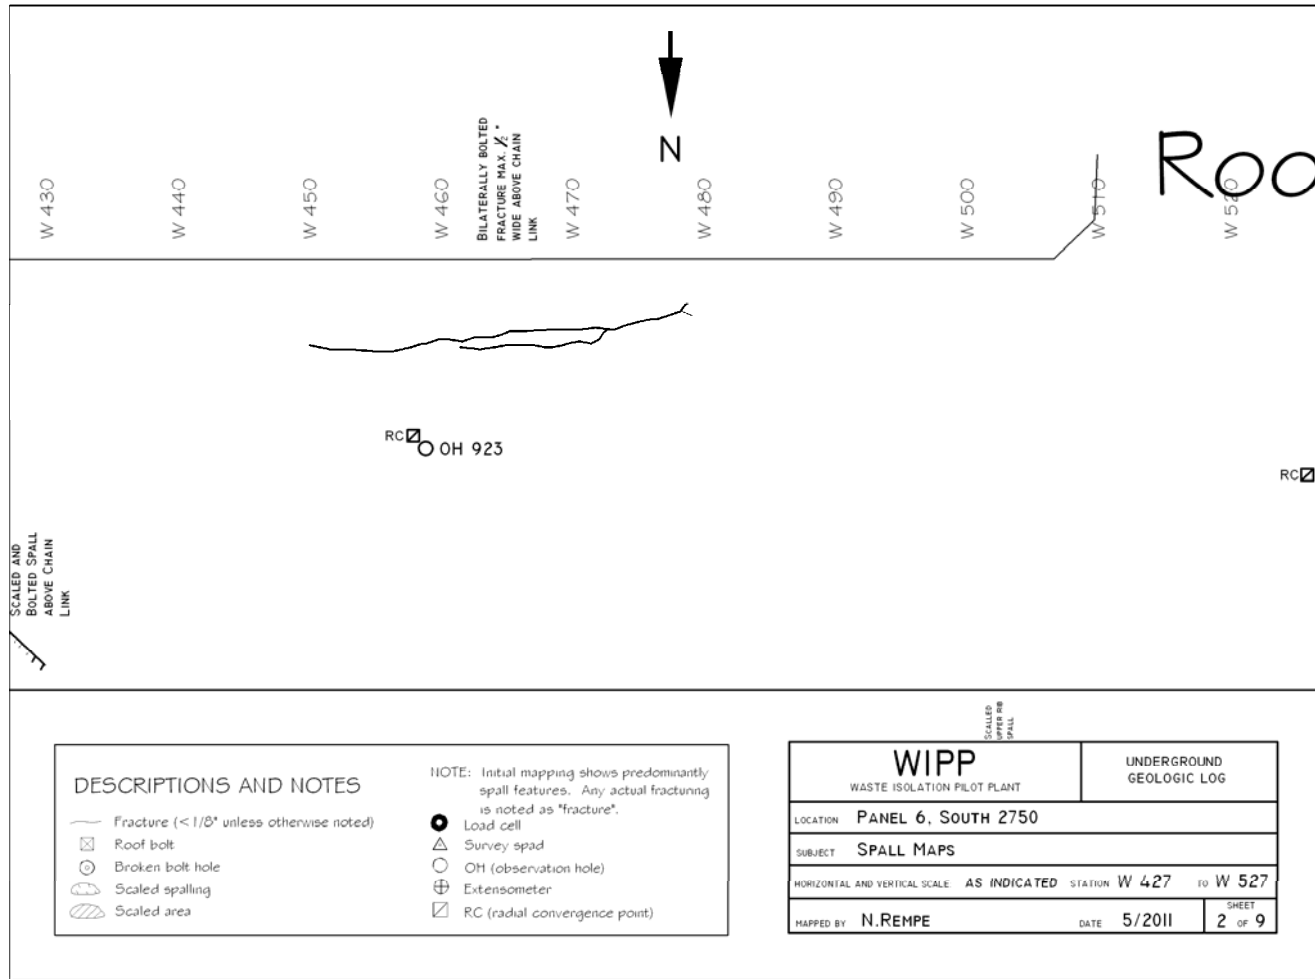 N
Roo
W 430
W 440
W 450
W 460
BILATERALLY BOLTED
FRACTURE MAX. ½"
WIDE ABOVE CHAIN
LINK
W 470
W 480
W 490
W 500
W 510
W 520
RC
OH 923
RC
SCALED AND
BOLTED SPALL
ABOVE CHAIN
LINK
SCALLED
UPPER RIB
SPALL
DESCRIPTIONS AND NOTES
Fracture (<1/8" unless otherwise noted)
Roof bolt
Broken bolt hole
Scaled spalling
Scaled area
NOTE: Initial mapping shows predominantly
spall features. Any actual fracturing
is noted as "fracture".
Load cell
Survey spad
OH (observation hole)
Extensometer
RC (radial convergence point)
WIPP
WASTE ISOLATION PILOT PLANT
UNDERGROUND
GEOLOGIC LOG
LOCATION PANEL 6, SOUTH 2750
SUBJECT SPALL MAPS
HORIZONTAL AND VERTICAL SCALE AS INDICATED STATION W 427 TO W 527
MAPPED BY N.REMPE DATE 5/2011
SHEET
2 OF 9